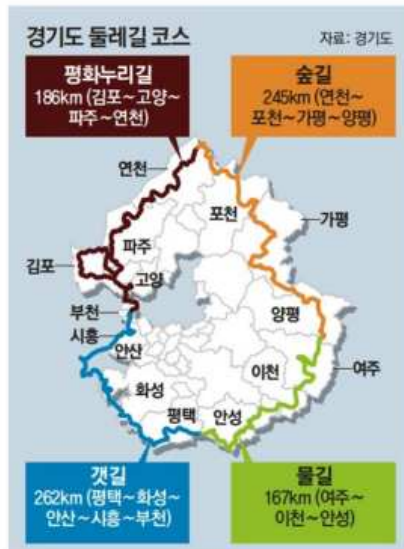 경기도 둘레길 코스
자료: 경기도
평화누리길
186km (김포~고양~
파주~연천)
숲길
245km (연천~
포천~가평~양평)
연천
포천
가평
파주
김포
고양
부천
양평
시흥
안산
이천
여주
화성
평택
안성
갯길
262km (평택~화성~
안산~시흥~부천)
물길
167km (여주~
이천~안성)